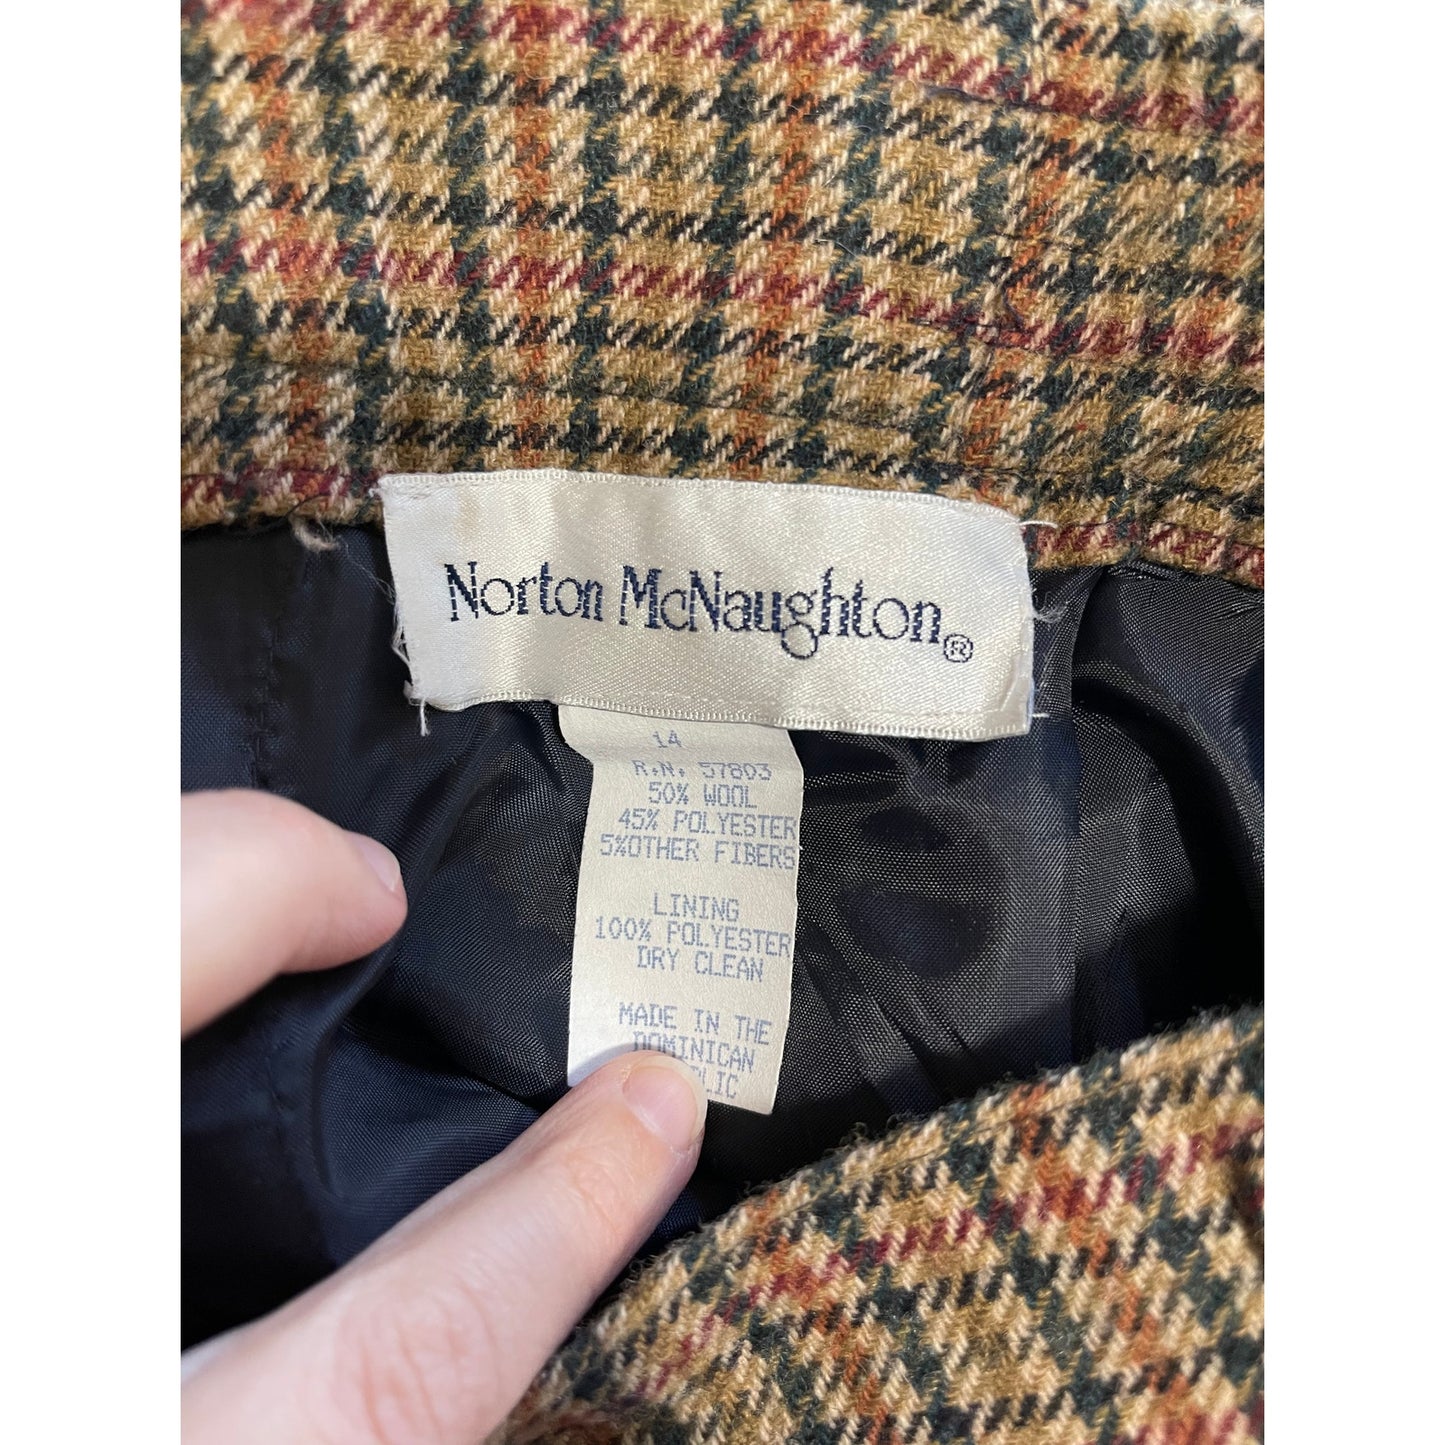 Norton McNaughton®
14
R.N. 57803
50% WOOL
45% POLYESTER
5%OTHER FIBERS
LINING
100% POLYESTER
DRY CLEAN
MADE IN THE
DOMINICAN